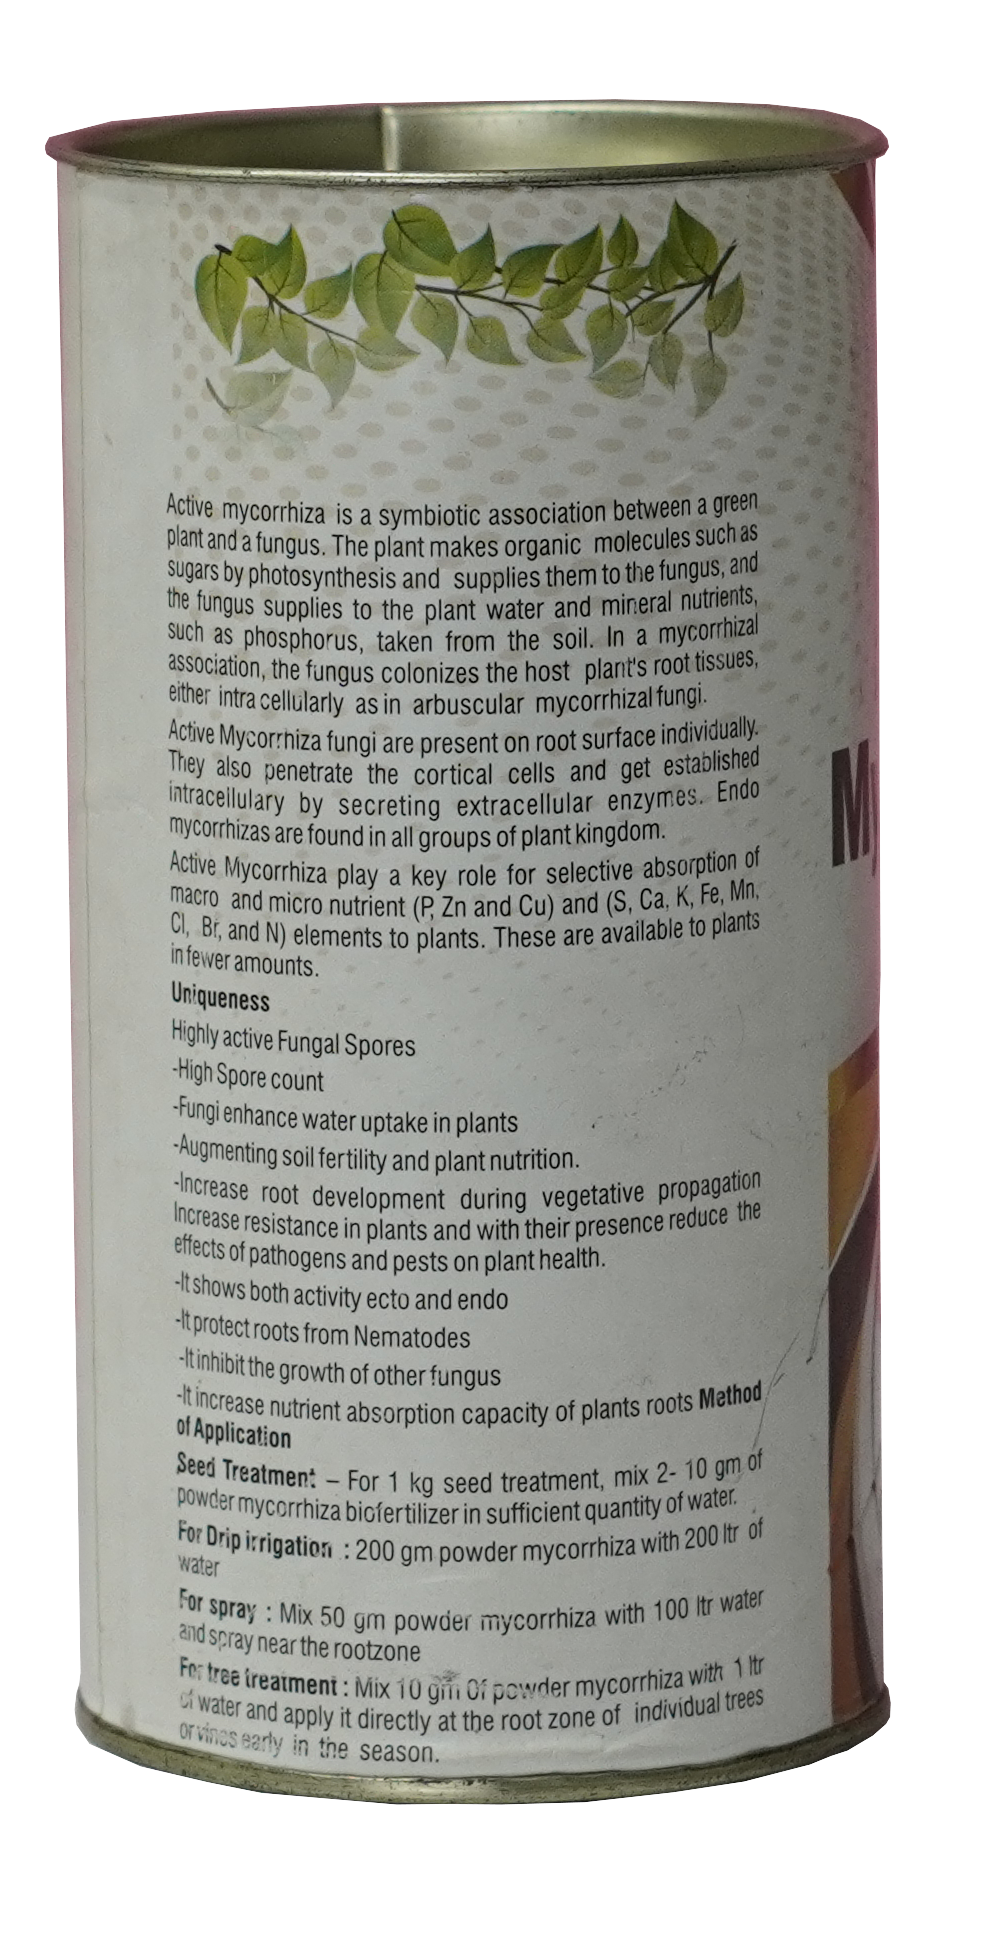 Active mycorrhiza is a symbiotic association between a green
plant and a fungus. The plant makes organic molecules such as
sugars by photosynthesis and supplies them to the fungus, and
the fungus supplies to the plant water and mineral nutrients,
such as phosphorus, taken from the soil. In a mycorrhizal
association, the fungus colonizes the host plant's root tissues,
either intra cellularly as in arbuscular mycorrhizal fungi.
Active Mycorrhiza fungi are present on root surface individually.
They also penetrate the cortical cells and get established
intracellulary by secreting extracellular enzymes. Endo
mycorrhizas are found in all groups of plant kingdom.
Active Mycorrhiza play a key role for selective absorption of
macro and micro nutrient (P, Zn and Cu) and (S, Ca, K, Fe, Mn,
Cl, Br, and N) elements to plants. These are available to plants
in fewer amounts.
Uniqueness
Highly active Fungal Spores
-High Spore count
-Fungi enhance water uptake in plants
-Augmenting soil fertility and plant nutrition.
-Increase root development during vegetative propagation
Increase resistance in plants and with their presence reduce the
effects of pathogens and pests on plant health.
-It shows both activity ecto and endo
-It protect roots from Nematodes
-It inhibit the growth of other fungus
-It increase nutrient absorption capacity of plants roots Method
of Application
Seed Treatment – For 1 kg seed treatment, mix 2- 10 gm of
powder mycorrhiza biofertilizer in sufficient quantity of water.
For Drip irrigation : 200 gm powder mycorrhiza with 200 ltr of
water
For spray : Mix 50 gm powder mycorrhiza with 100 ltr water
and spray near the rootzone
For tree treatment : Mix 10 gm Of powder mycorrhiza with 1 ltr
of water and apply it directly at the root zone of individual trees
or vines early in the season.